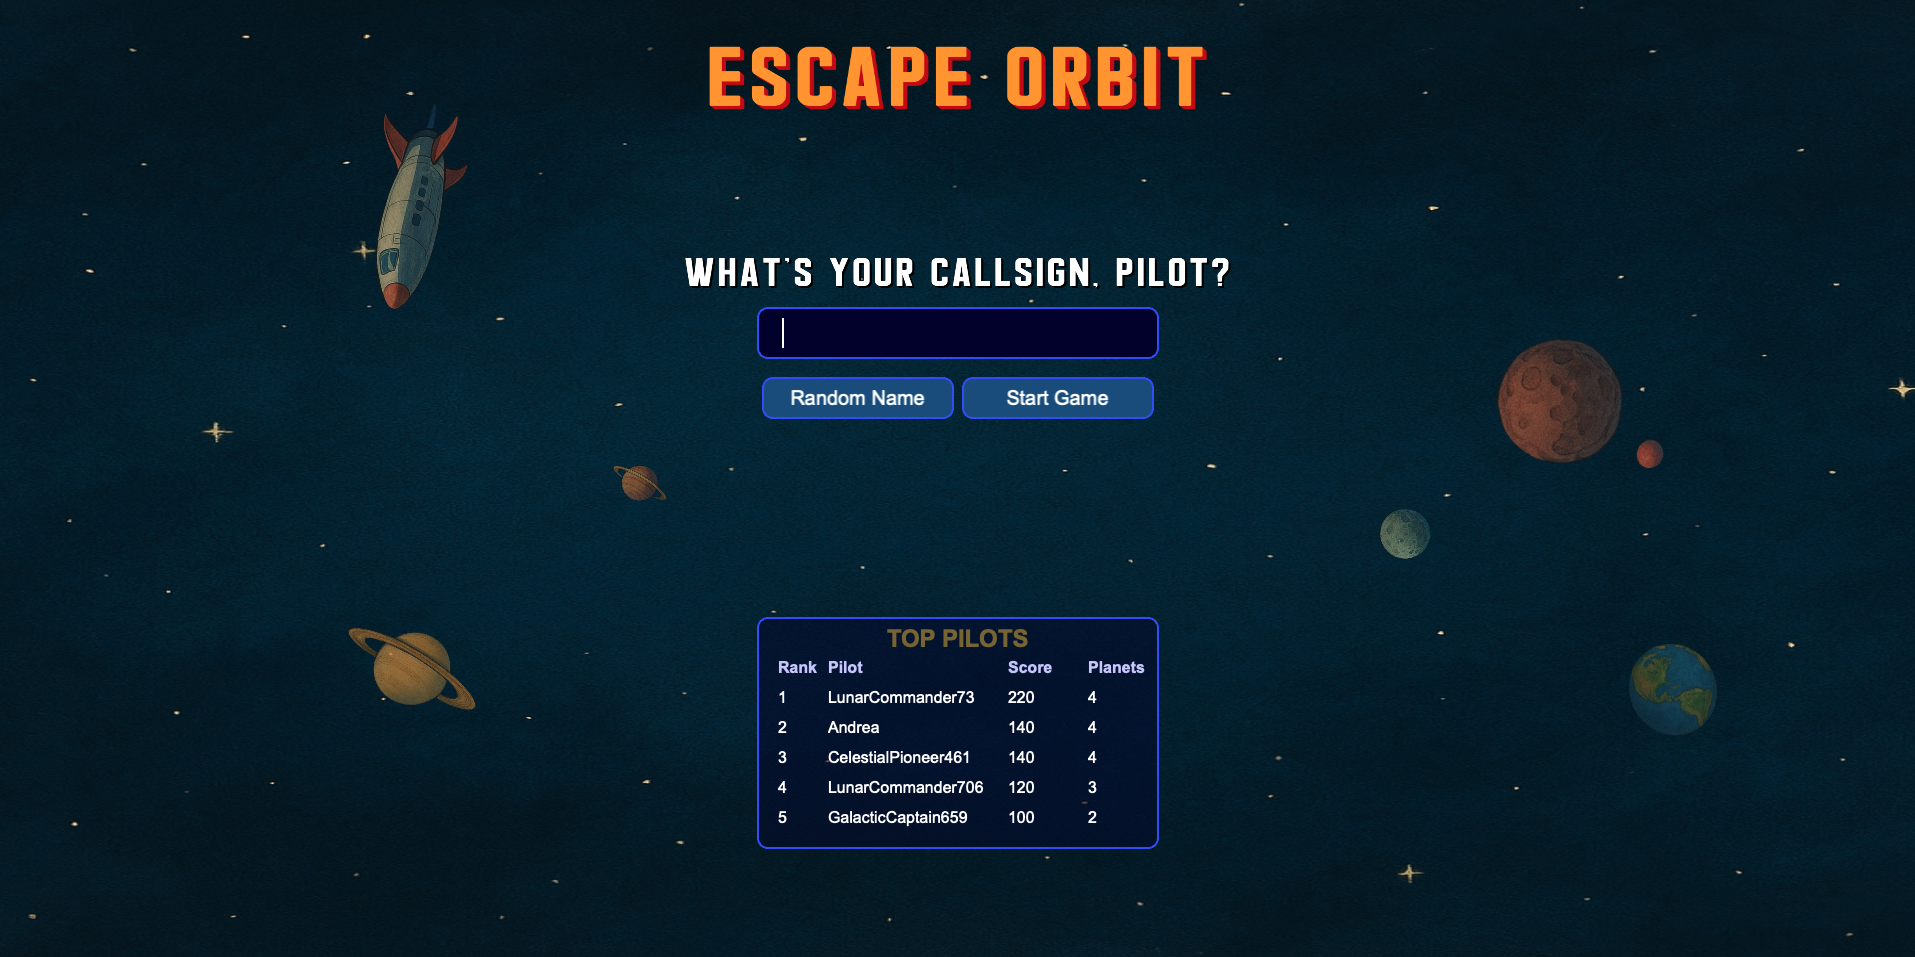 ESCAPE ORBIT
WHAT'S YOUR CALLSIGN, PILOT?
Random Name Start Game
TOP PILOTS
Rank Pilot Score Planets
1 LunarCommander73 220 4
2 Andrea 140 4
3 CelestialPioneer461 140 4
4 LunarCommander706 120 3
5 GalacticCaptain659 100 2